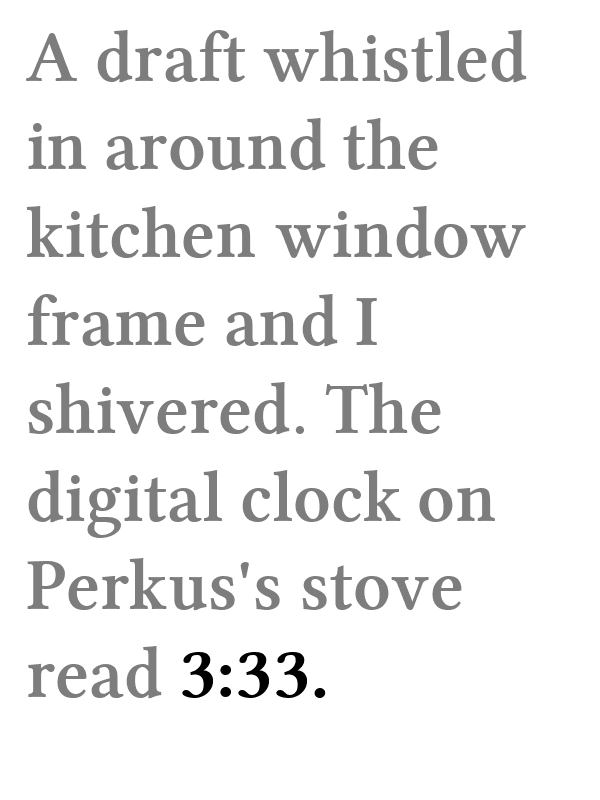 A draft whistled
in around the
kitchen window
frame and I
shivered. The
digital clock on
Perkus's stove
read 3:33.